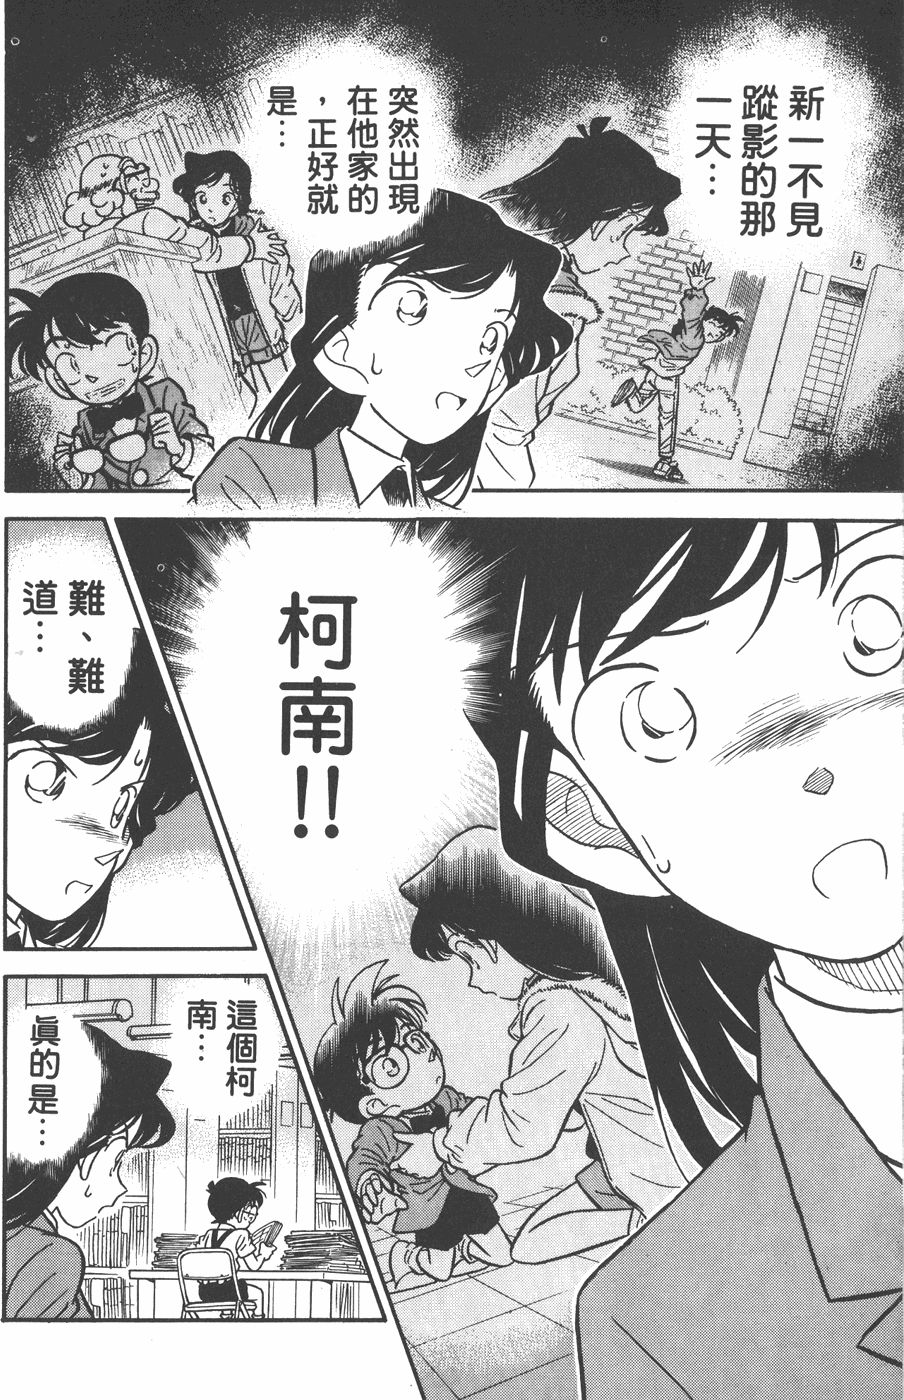 新一不見
蹤影的那
一天…
突然出現
在他家的
，正好就
是…
柯南!!
難、難
道…
這個柯
南…
眞的是…